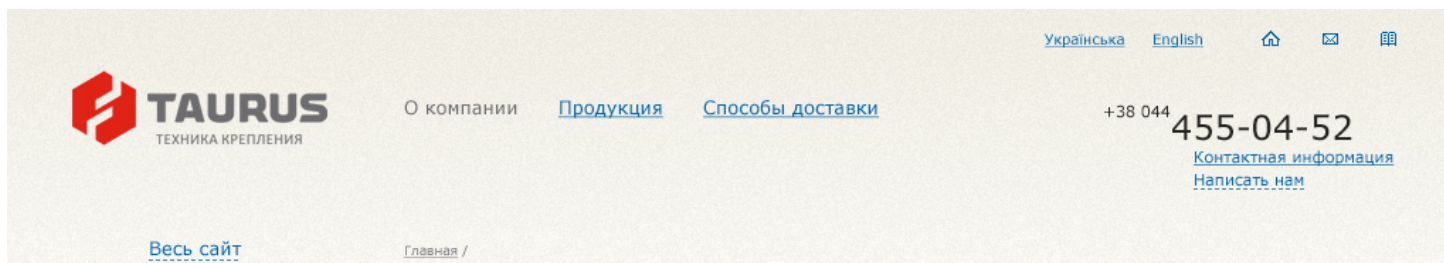 Українська English
TAURUS
ТЕХНИКА КРЕПЛЕНИЯ
О компании Продукция Способы доставки
+38 044 455-04-52
Контактная информация
Написать нам
Весь сайт
Главная /